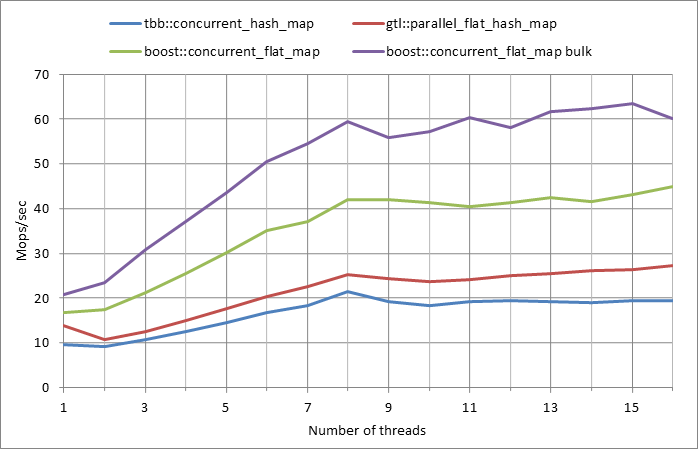 tbb::concurrent_hash_map gtl::parallel_flat_hash_map
boost::concurrent_flat_map boost::concurrent_flat_map bulk
70
60
50
40
30
20
10
0
Mops/sec
1 3 5 7 9 11 13 15
Number of threads